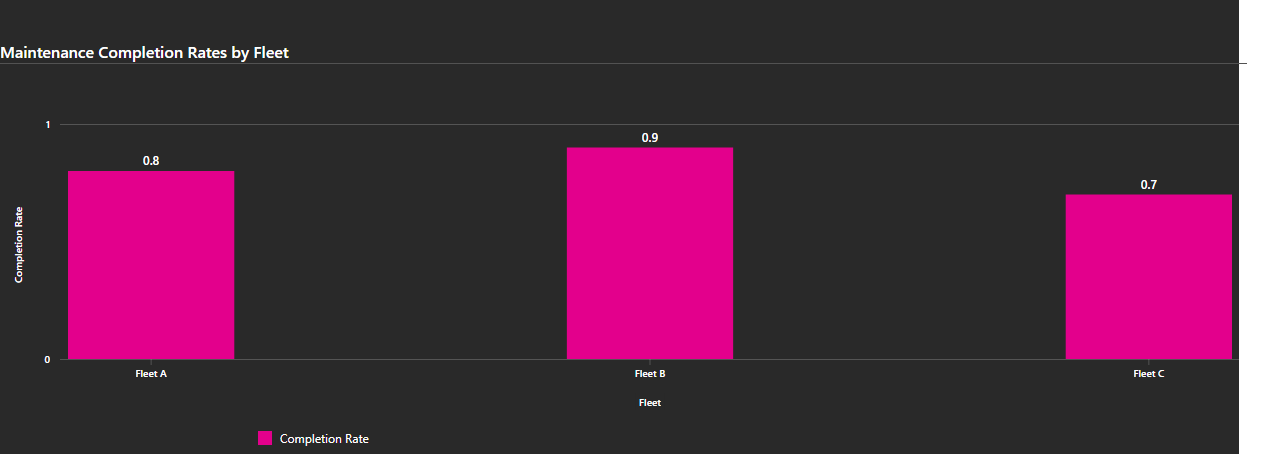 Maintenance Completion Rates by Fleet
1
0.8
0.9
0.7
Completion Rate
0
Fleet A
Fleet B
Fleet C
Fleet
Completion Rate